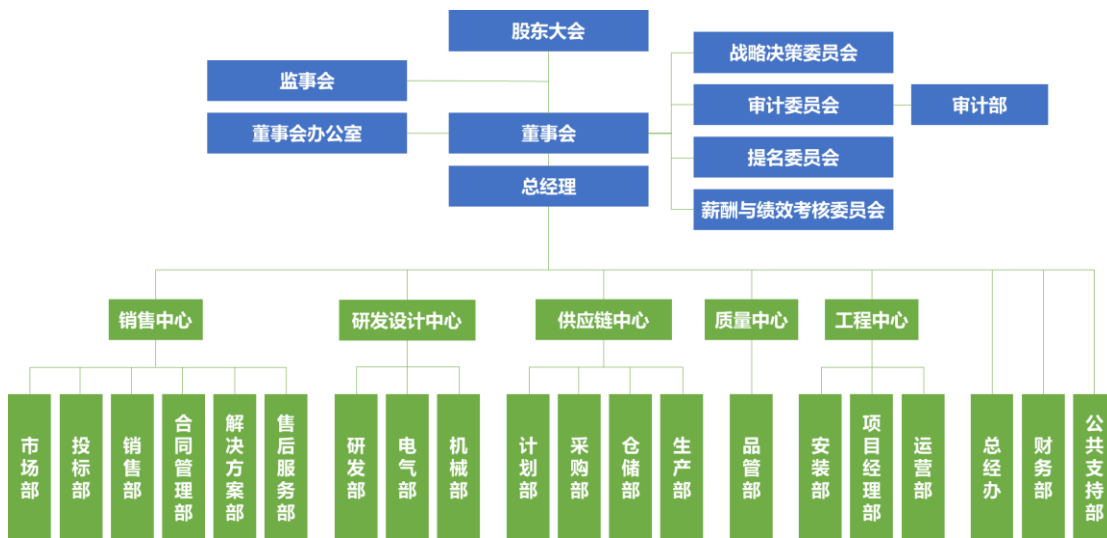 股东大会
监事会
战略决策委员会
审计委员会
审计部
董事会办公室
董事会
提名委员会
总经理
薪酬与绩效考核委员会
销售中心
研发设计中心
供应链中心
质量中心
工程中心
市场部
投标部
销售部
合同管理部
解决方案部
售后服务部
研发部
电气部
机械部
计划部
采购部
仓储部
生产部
品管部
安装部
项目经理部
运营部
总经办
财务部
公共支持部